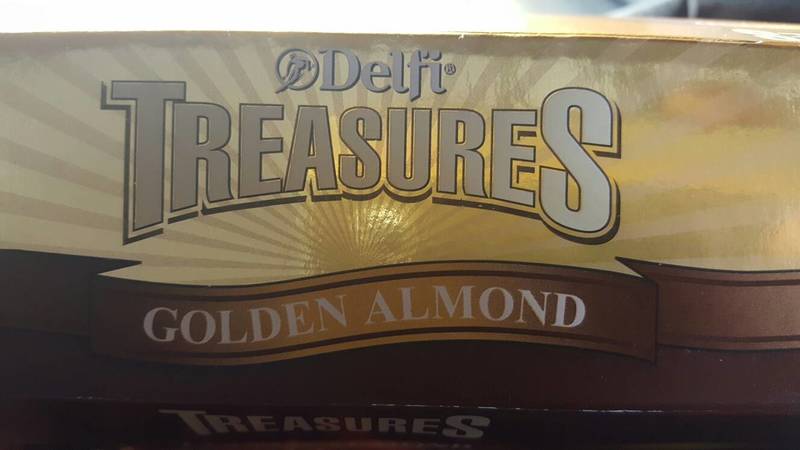 Delfi®
TREASURES
GOLDEN ALMOND
TREASURES